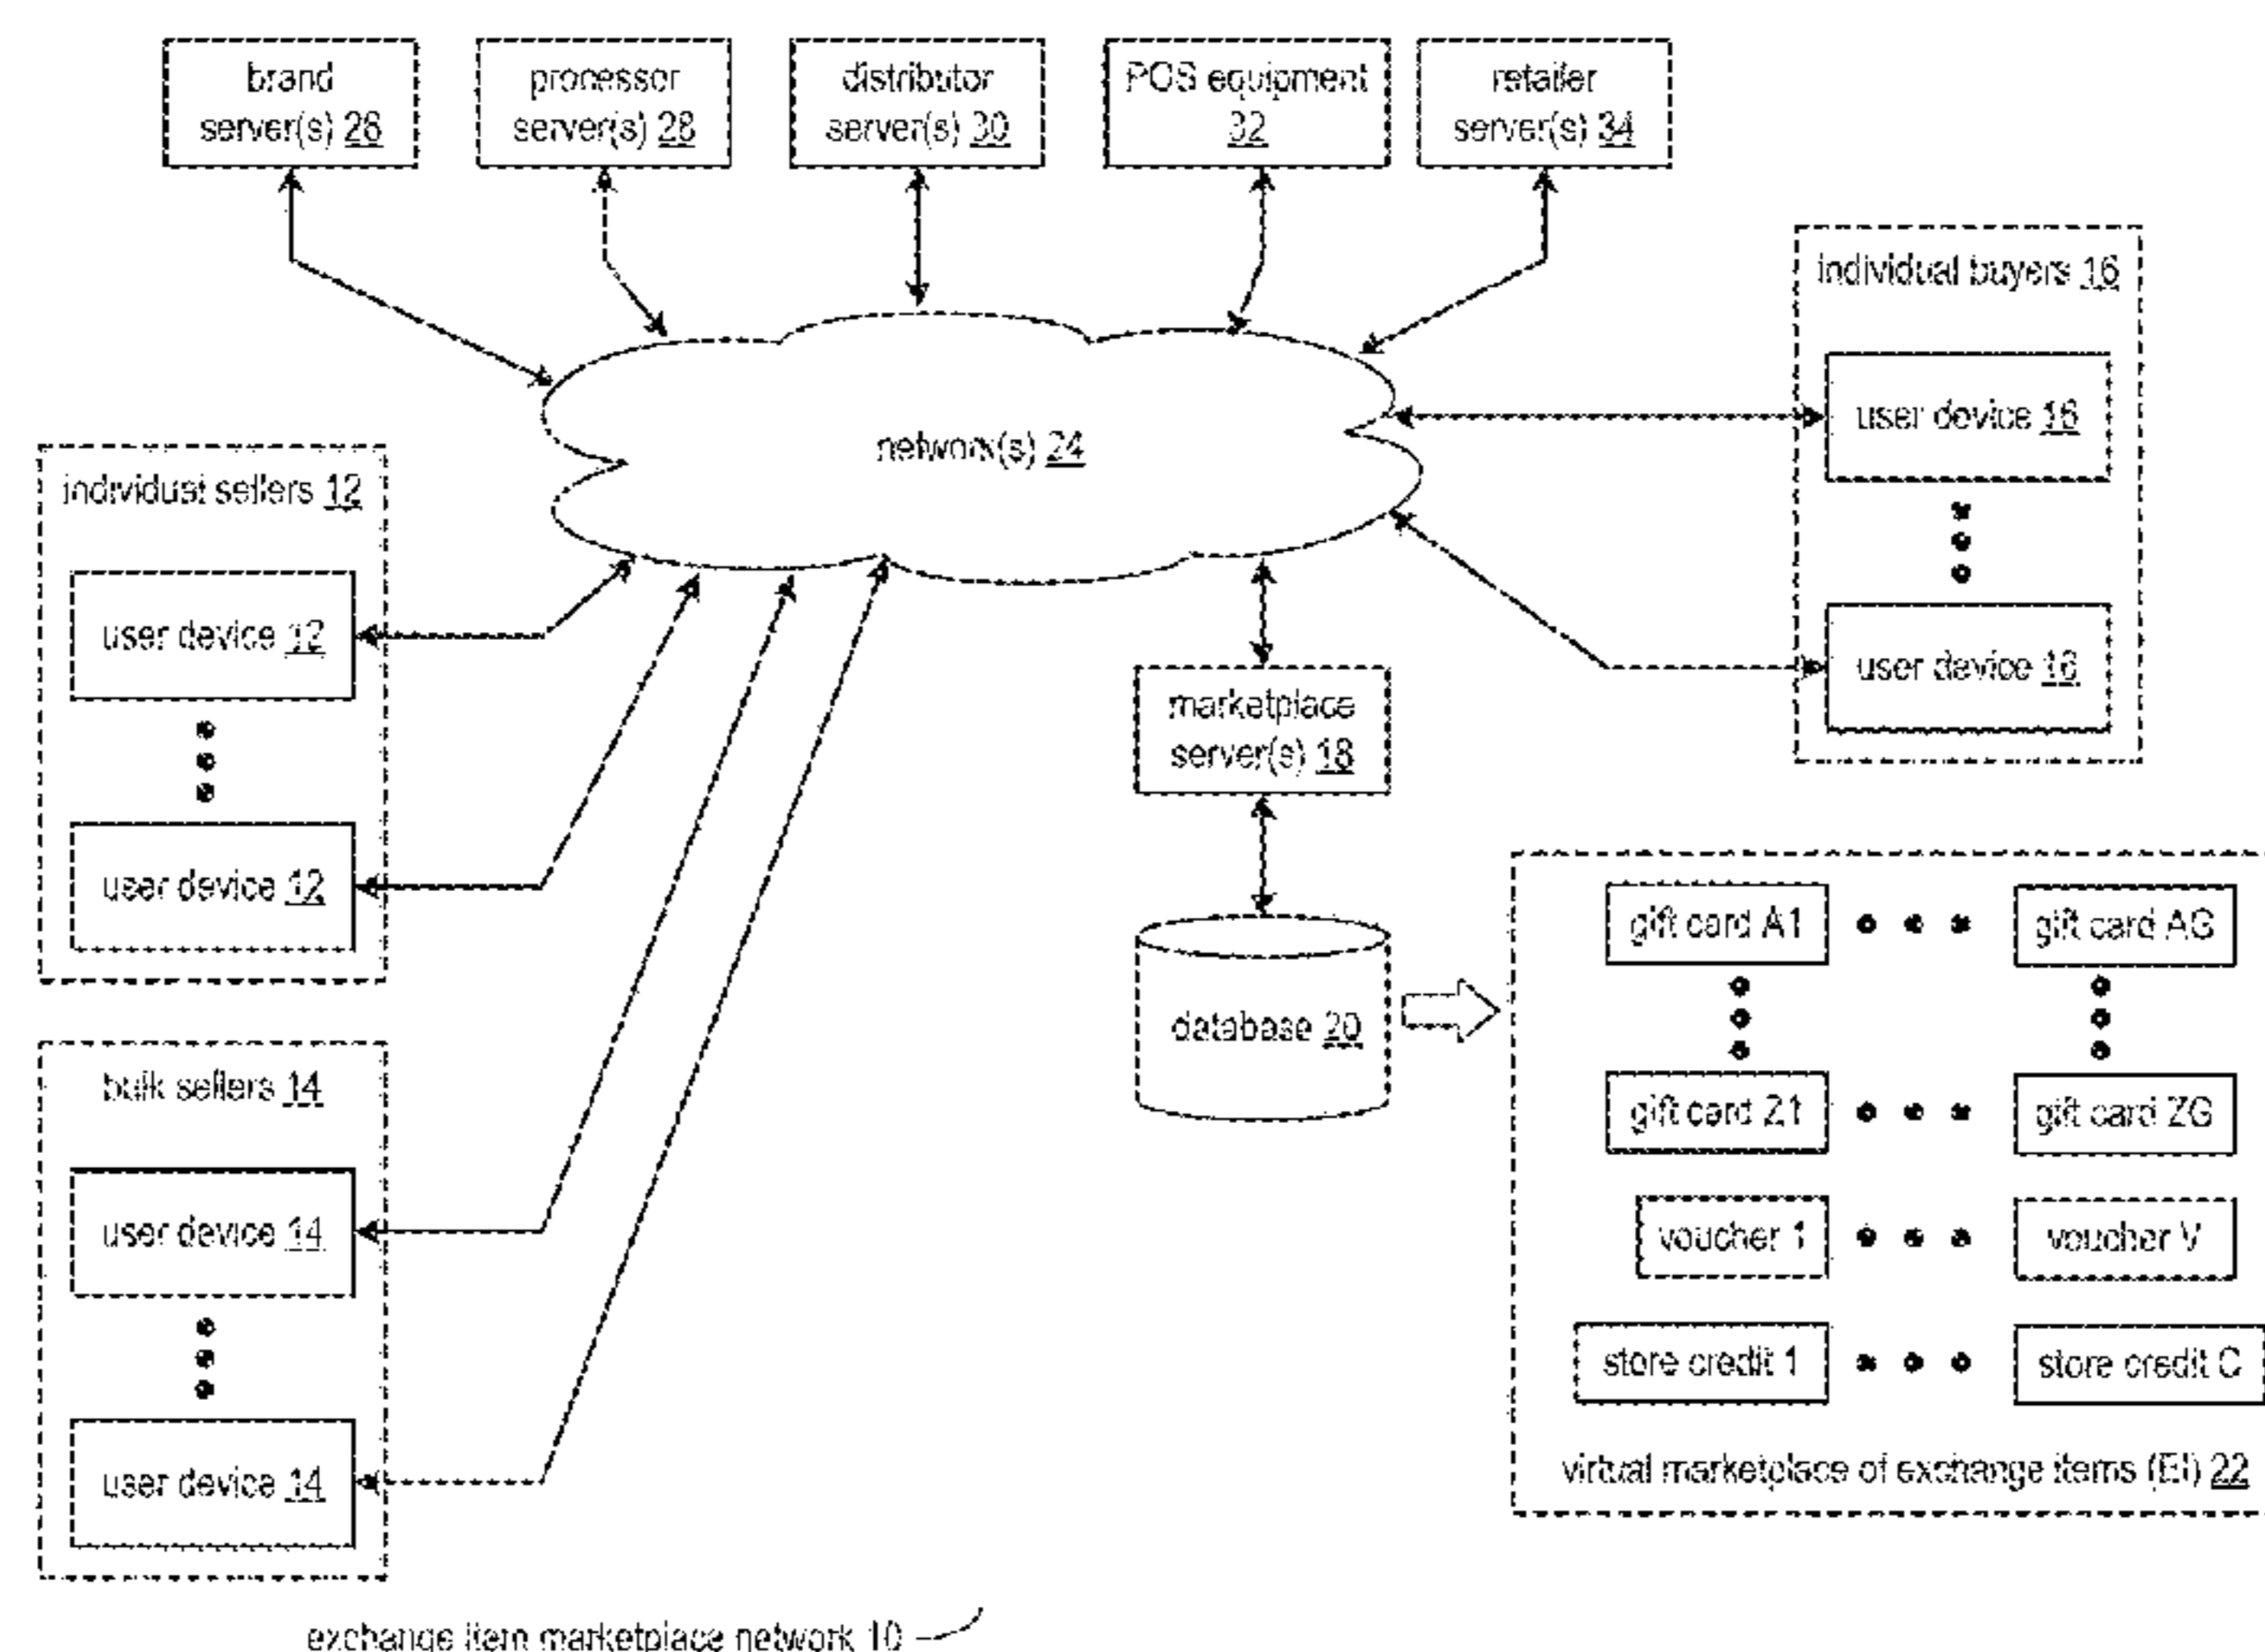 brand
server(s) 26
processor
server(s) 28
distributor
server(s) 30
POS equipment
32
retailer
server(s) 34
individual buyers 16
user device 16
user device 16
network(s) 24
individual sellers 12
user device 12
user device 12
marketplace
server(s) 18
database 20
bulk sellers 14
user device 14
user device 14
gift card A1
gift card AG
gift card Z1
gift card ZG
voucher 1
voucher V
store credit 1
store credit C
virtual marketplace of exchange items (EI) 22
exchange item marketplace network 10